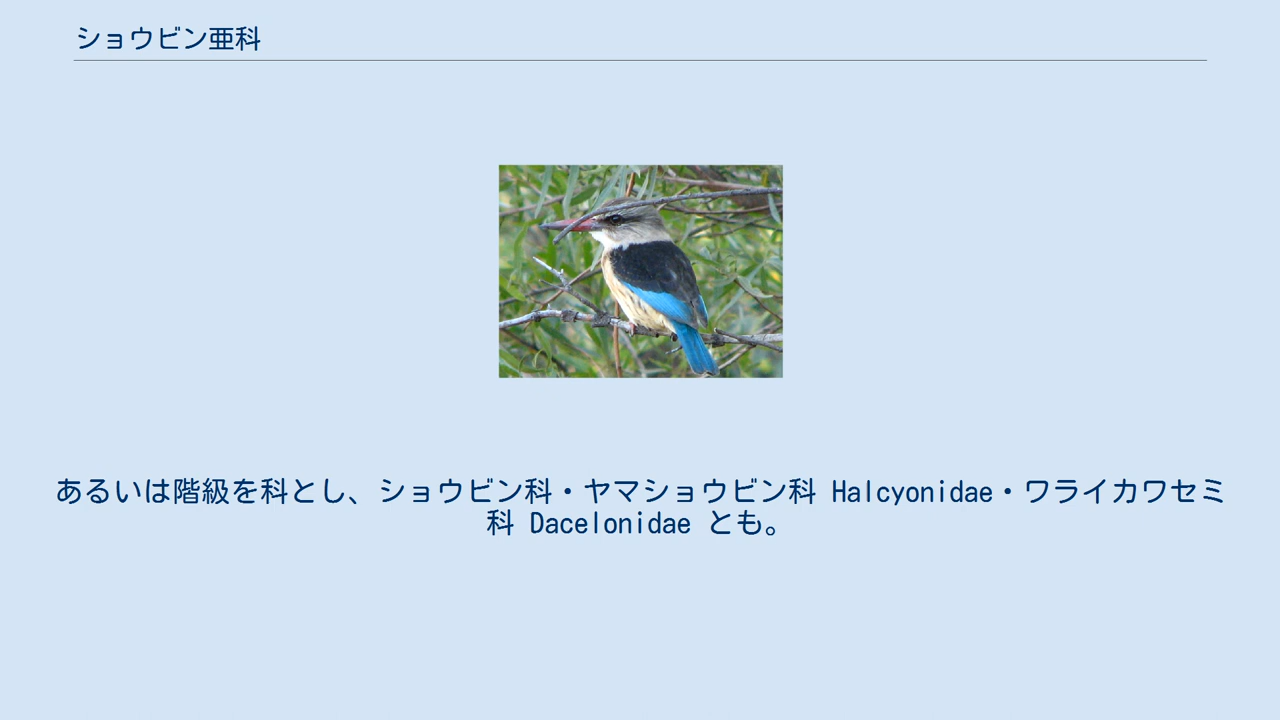 ショウビン亜科
あるいは階級を科とし、ショウビン科・ヤマショウビン科 Halcyonidae・ワライカワセミ
科 Dacelonidae とも。